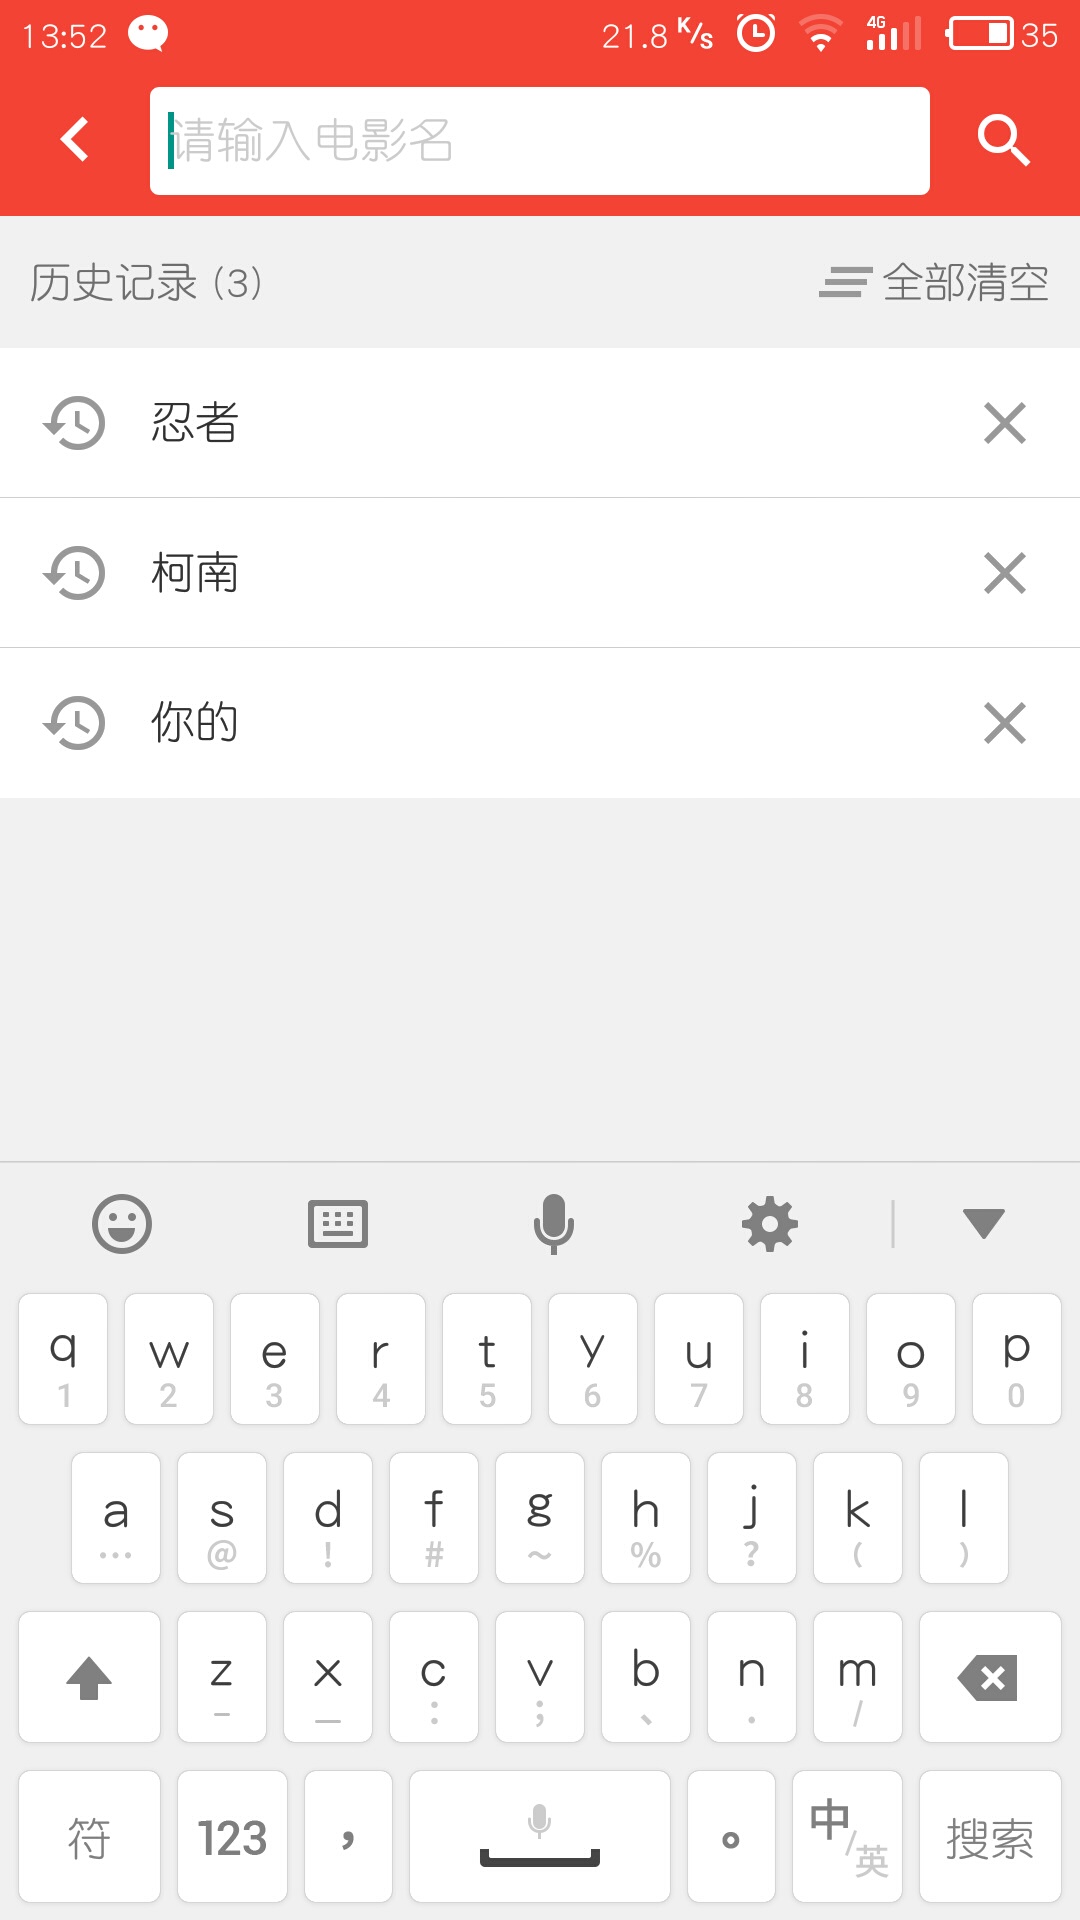 13:52 21.8 K/s 4G 35
请输入电影名
历史记录 (3) 全部清空
忍者
柯南
你的
q w e r t y u i o p
1 2 3 4 5 6 7 8 9 0
a s d f g h j k l
… @ ! # ~ % ? ( )
z x c v b n m
- _ : ; 、 . /
符 123 , 。 中/英 搜索